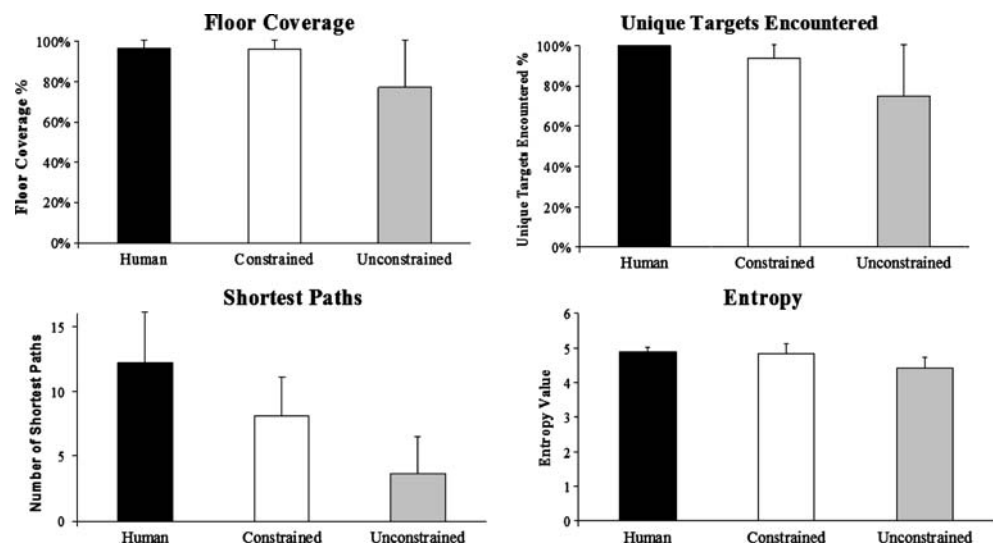 Floor Coverage
Floor Coverage %
100%
80%
60%
40%
20%
0%
Human Constrained Unconstrained
Unique Targets Encountered
Unique Targets Encountered %
100%
80%
60%
40%
20%
0%
Human Constrained Unconstrained
Shortest Paths
Number of Shortest Paths
15
10
5
0
Human Constrained Unconstrained
Entropy
Entropy Value
6
5
4
3
2
1
0
Human Constrained Unconstrained